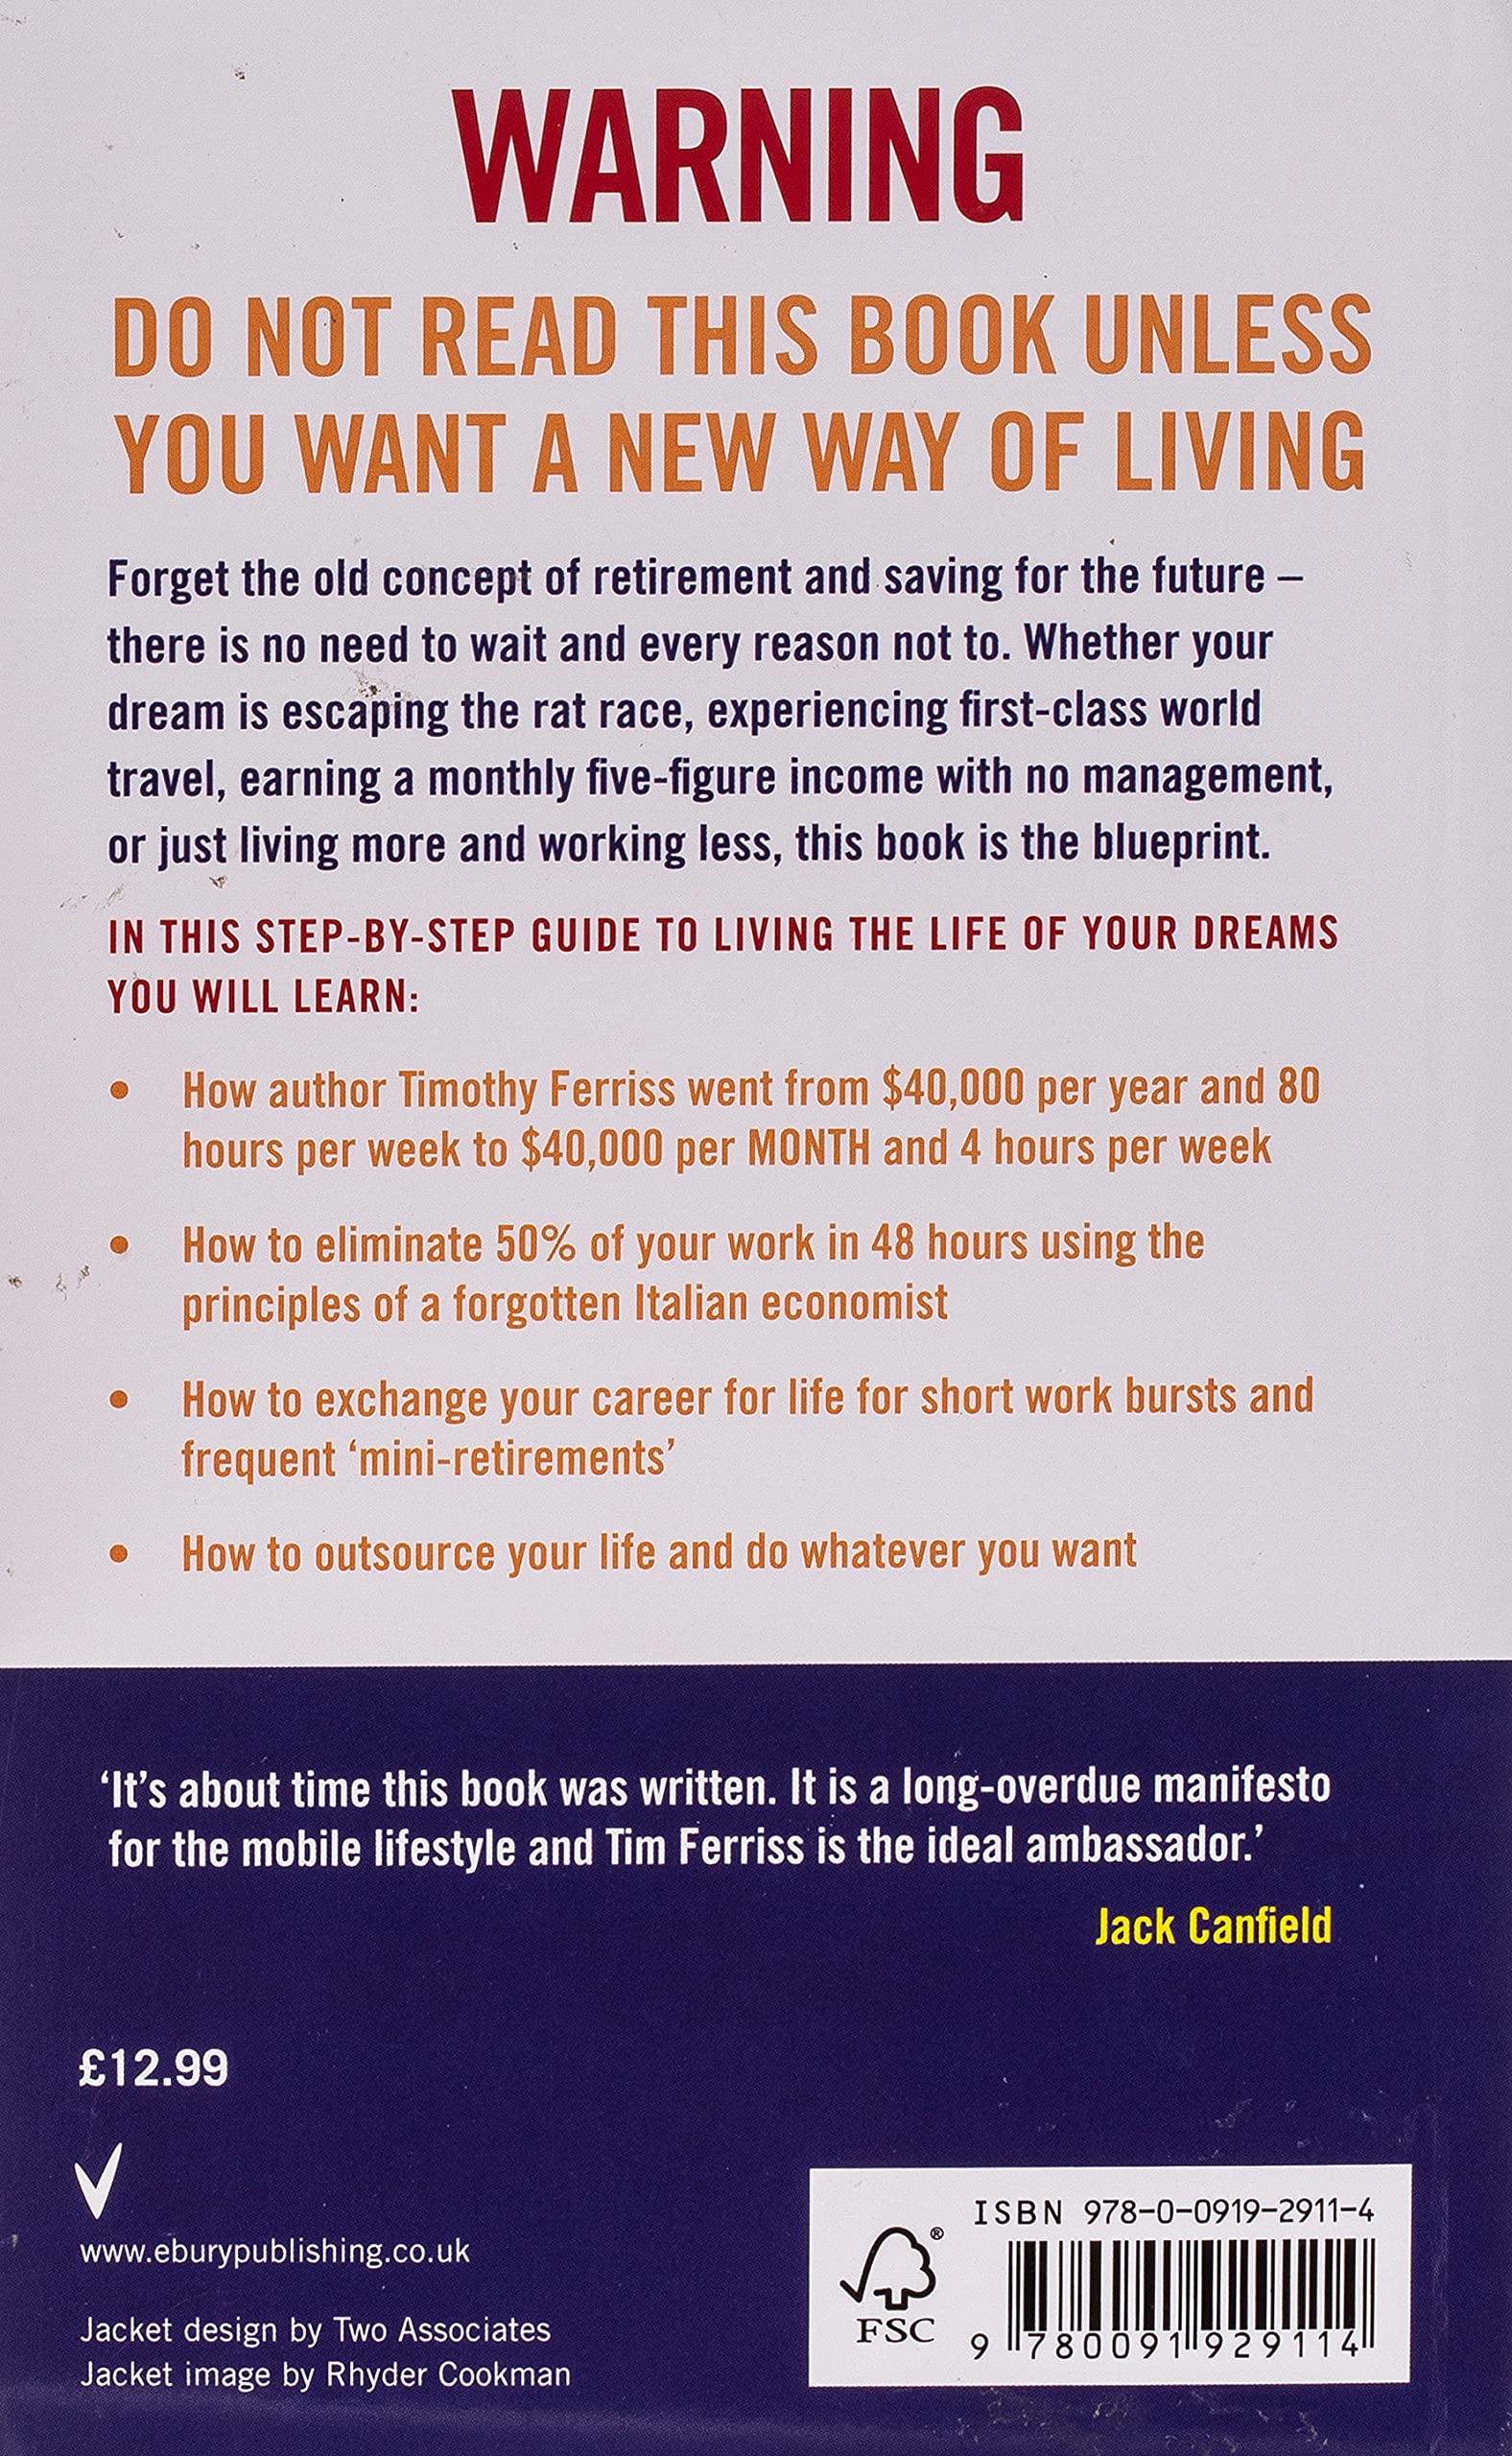 WARNING
DO NOT READ THIS BOOK UNLESS
YOU WANT A NEW WAY OF LIVING
Forget the old concept of retirement and saving for the future –
there is no need to wait and every reason not to. Whether your
dream is escaping the rat race, experiencing first-class world
travel, earning a monthly five-figure income with no management,
or just living more and working less, this book is the blueprint.
IN THIS STEP-BY-STEP GUIDE TO LIVING THE LIFE OF YOUR DREAMS
YOU WILL LEARN:
• How author Timothy Ferriss went from $40,000 per year and 80
hours per week to $40,000 per MONTH and 4 hours per week
• How to eliminate 50% of your work in 48 hours using the
principles of a forgotten Italian economist
• How to exchange your career for life for short work bursts and
frequent ‘mini-retirements’
• How to outsource your life and do whatever you want
‘It’s about time this book was written. It is a long-overdue manifesto
for the mobile lifestyle and Tim Ferriss is the ideal ambassador.’
Jack Canfield
£12.99
www.eburypublishing.co.uk
Jacket design by Two Associates
Jacket image by Rhyder Cookman
ISBN 978-0-0919-2911-4
®
FSC
9 780091 929114